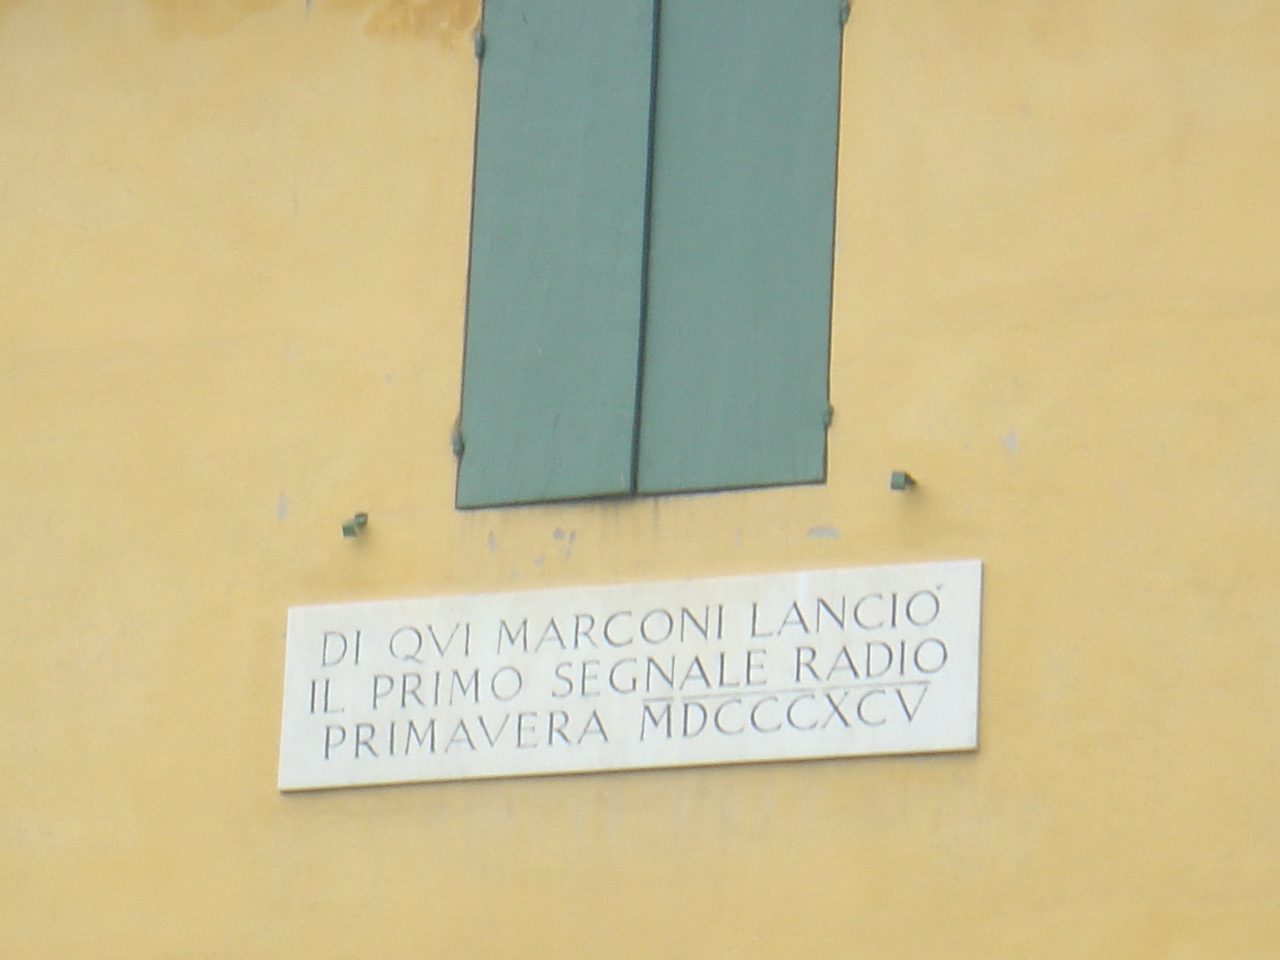 DI QVI MARCONI LANCIÒ
IL PRIMO SEGNALE RADIO
PRIMAVERA MDCCCXCV